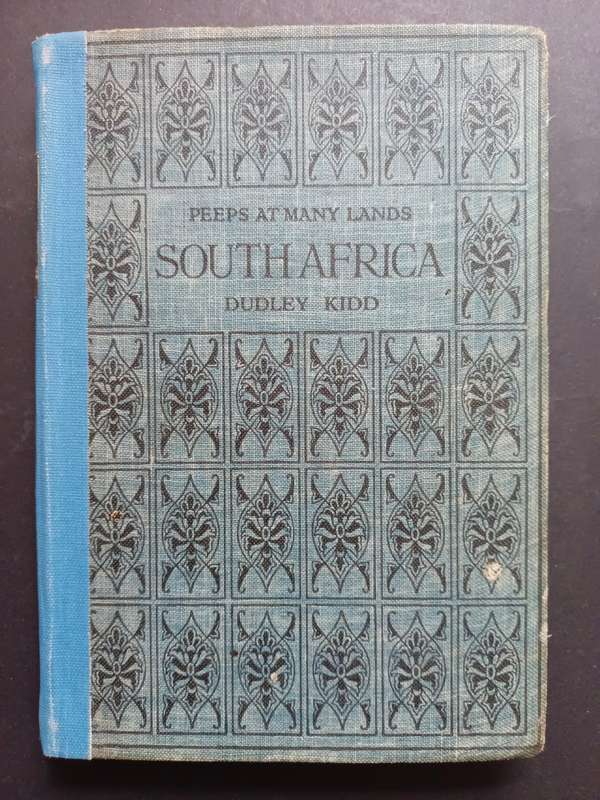 PEEPS AT MANY LANDS
SOUTH AFRICA
DUDLEY KIDD